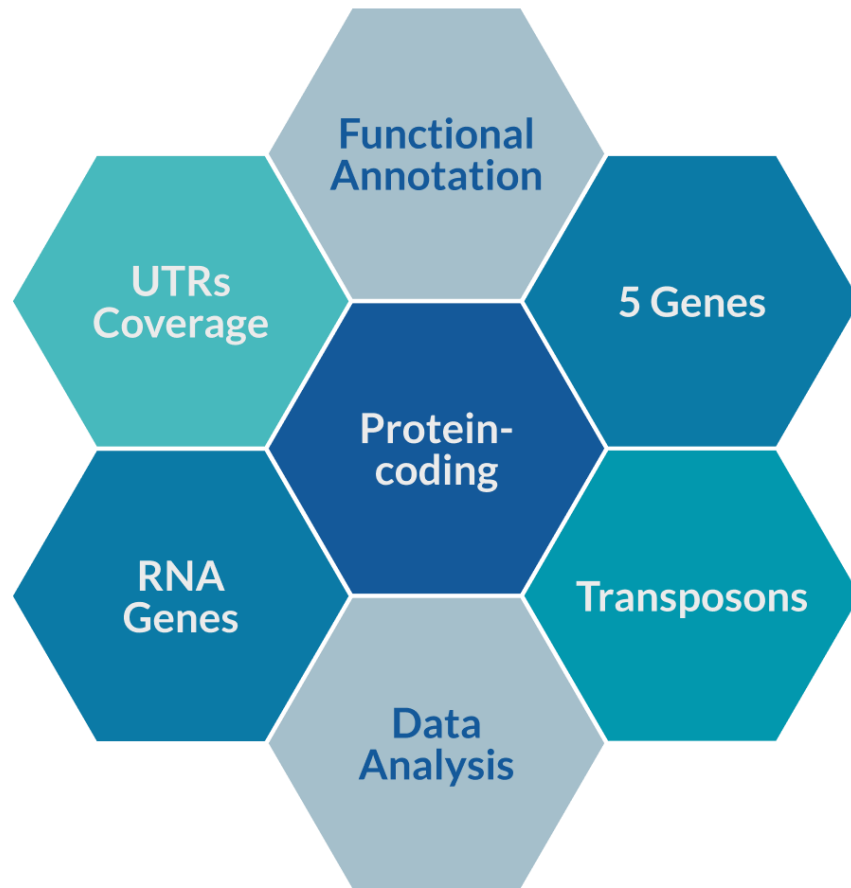 Functional
Annotation
UTRs
Coverage
5 Genes
Protein-
coding
RNA
Genes
Transposons
Data
Analysis